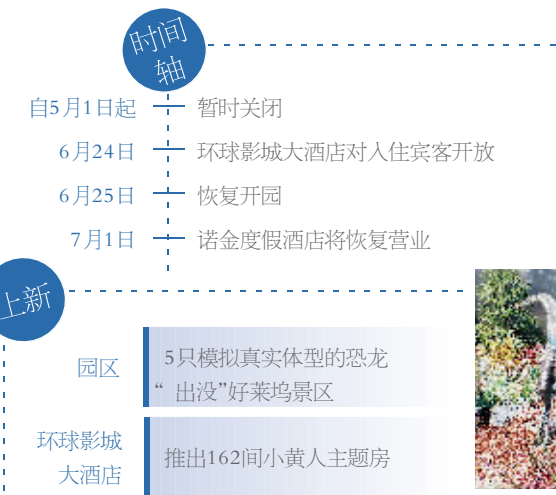 时间
轴
自5月1日起 暂时关闭
6月24日 环球影城大酒店对入住宾客开放
6月25日 恢复开园
7月1日 诺金度假酒店将恢复营业
上新
园区
5只模拟真实体型的恐龙
“出没”好莱坞景区
环球影城
大酒店
推出162间小黄人主题房